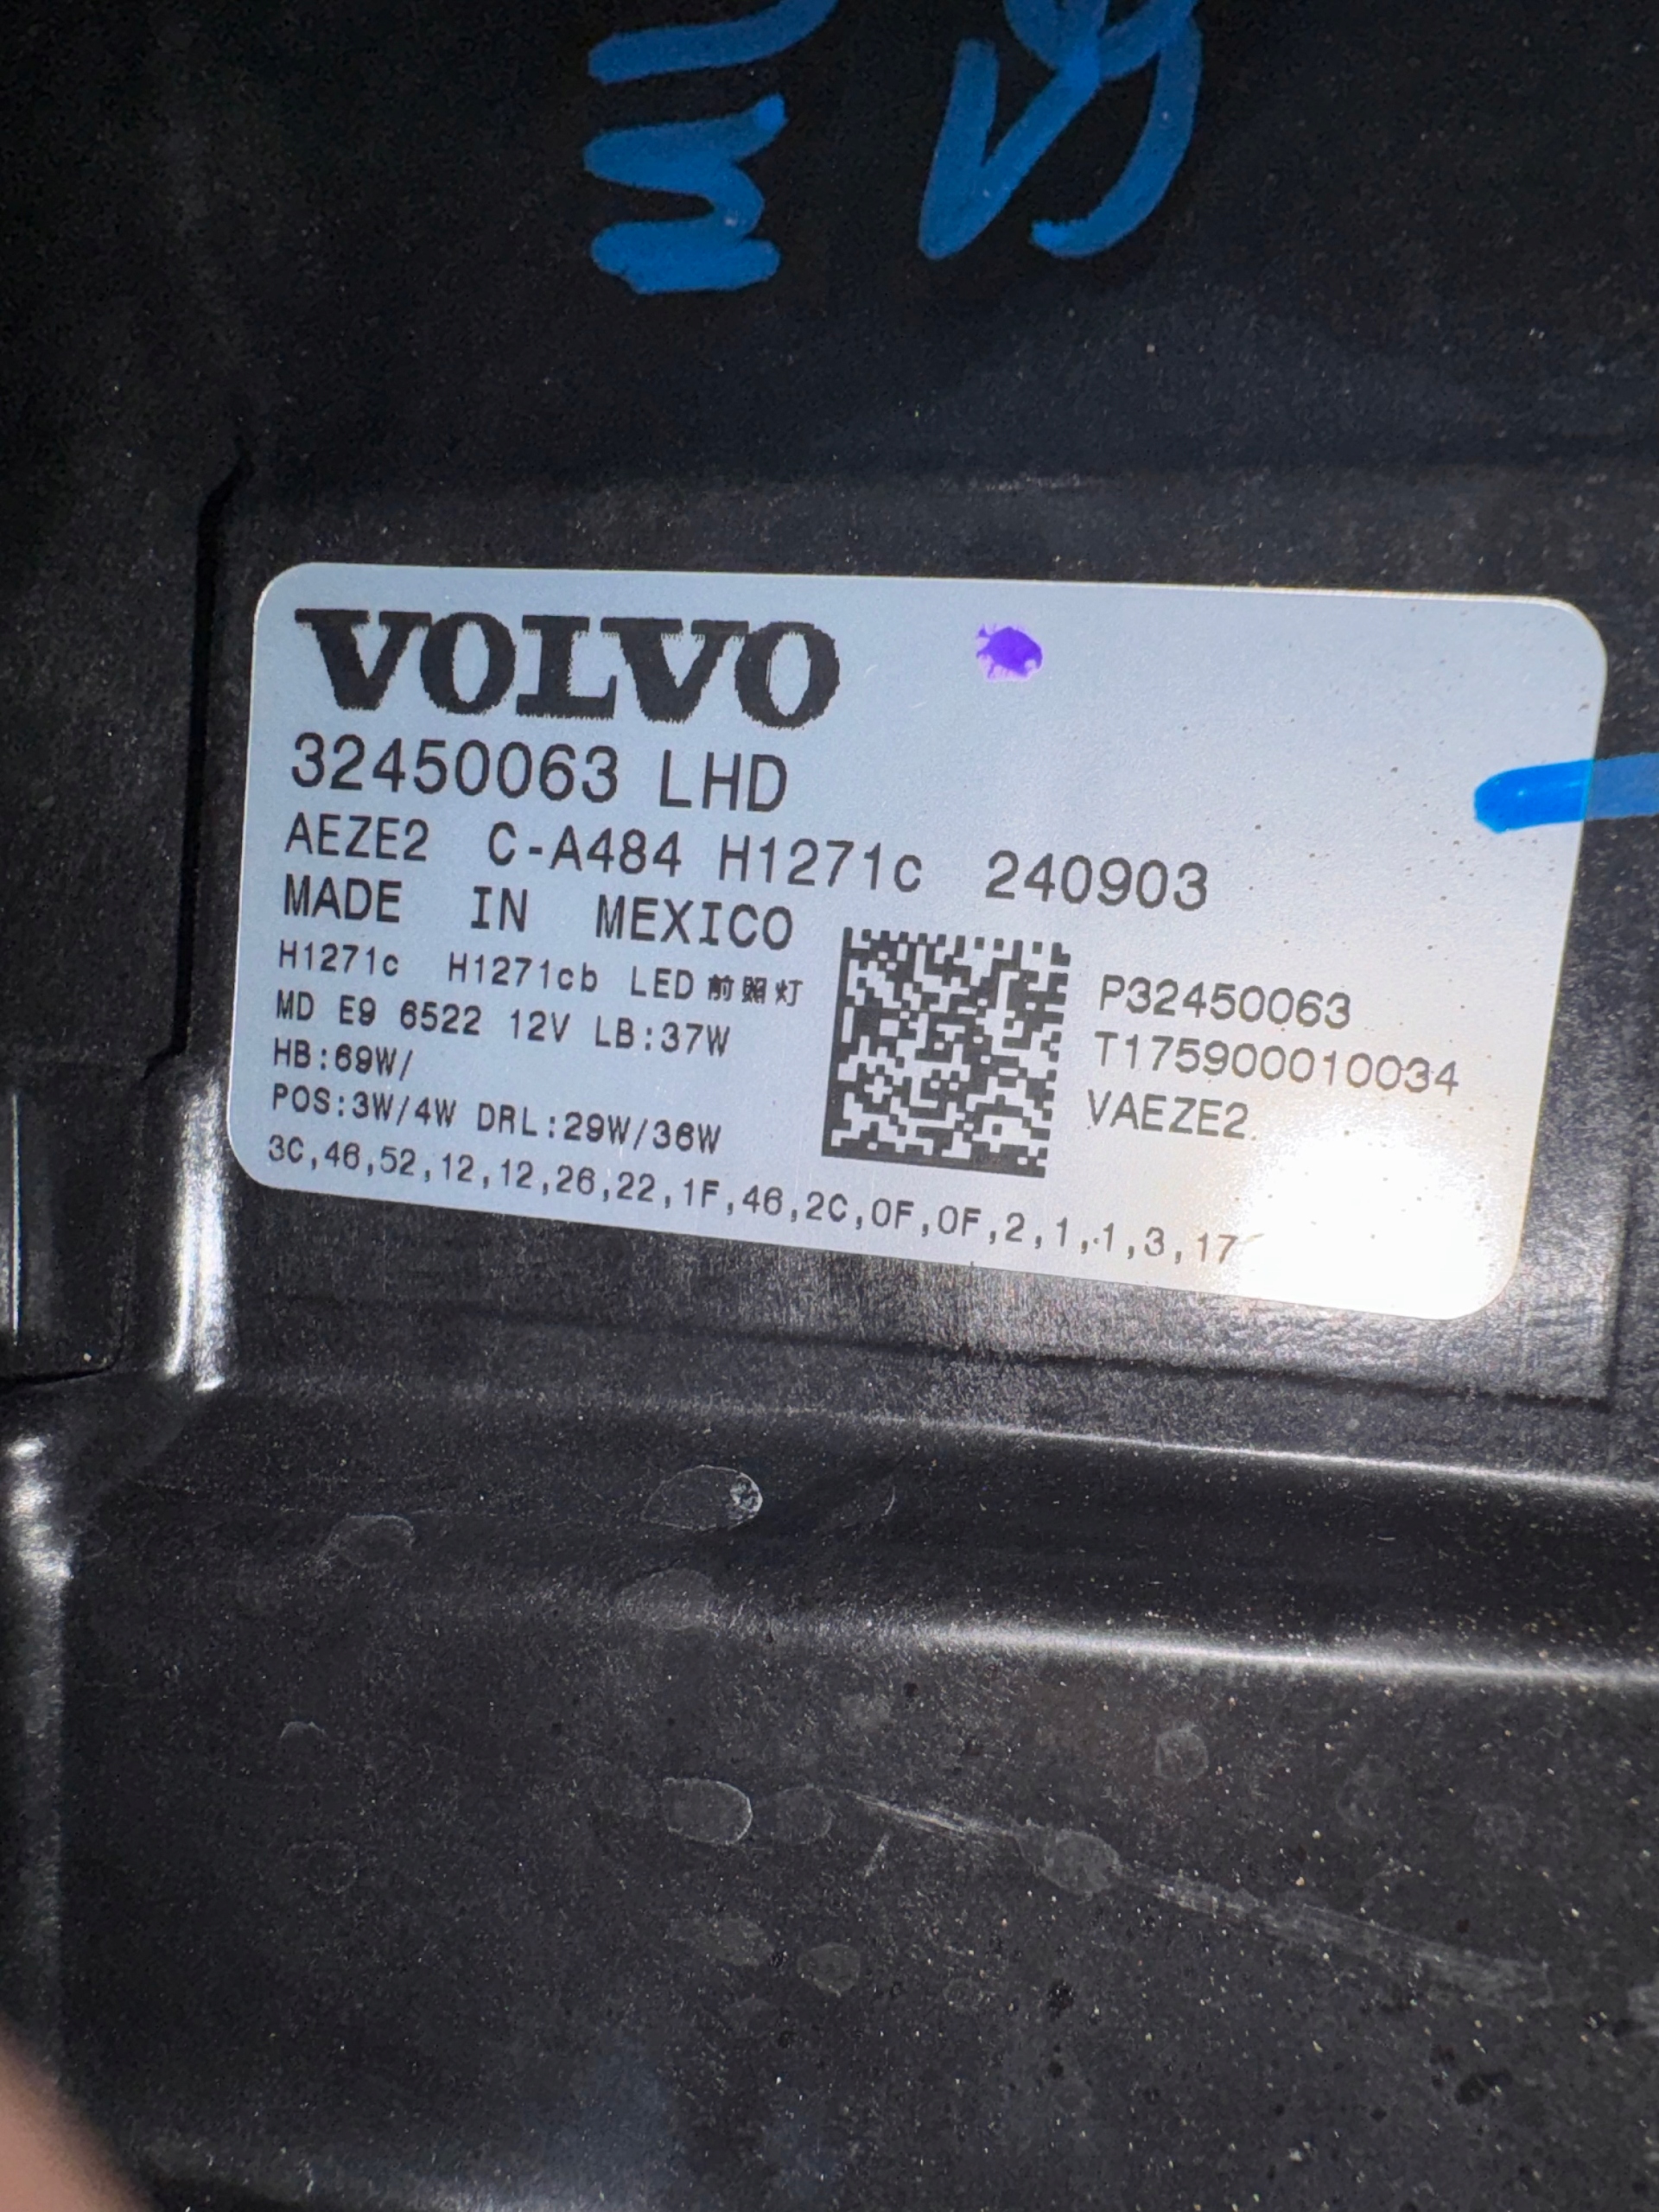 VOLVO
32450063 LHD
AEZE2 C-A484 H1271c 240903
MADE IN MEXICO
H1271c H1271cb LED 前照灯
MD E9 6522 12V LB:37W
HB:69W/
POS:3W/4W DRL:29W/36W
3C,46,52,12,12,26,22,1F,46,2C,0F,0F,2,1,1,3,17
P32450063
T175900010034
VAEZE2